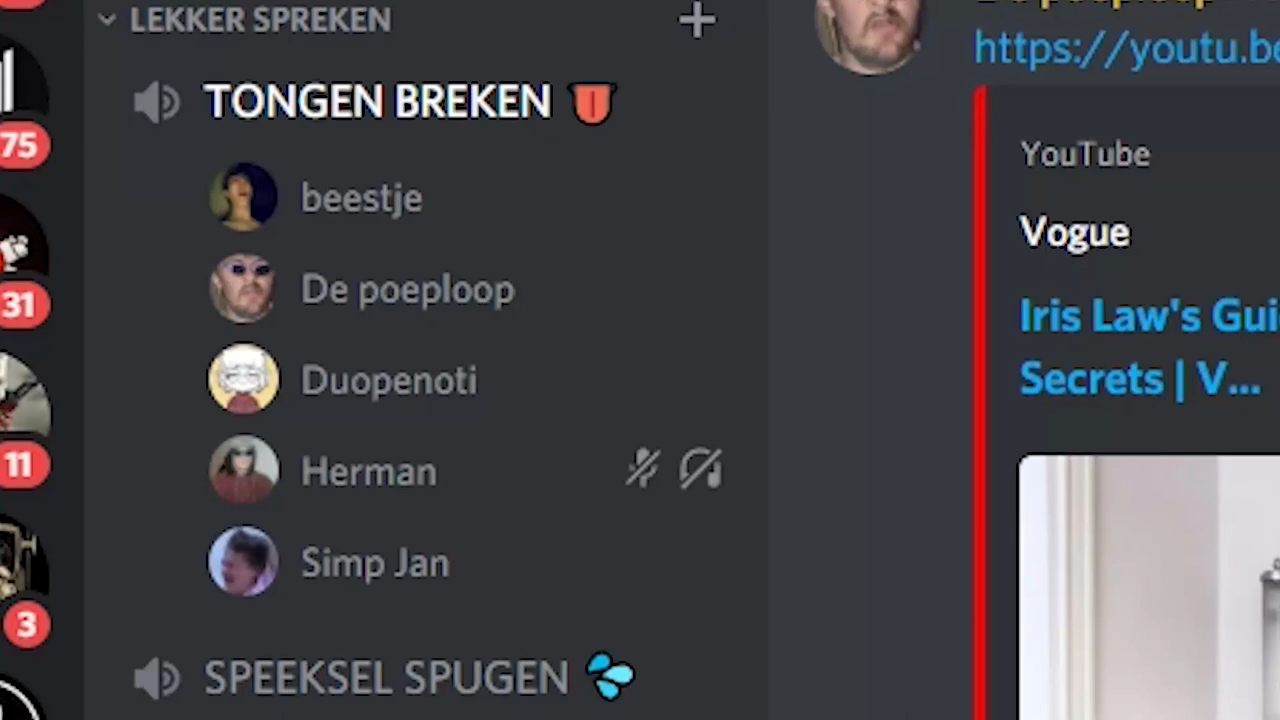 LEKKER SPREKEN
TONGEN BREKEN
beestje
De poeploop
Duopenoti
Herman
Simp Jan
SPEEKSEL SPUGEN
75
31
11
3
https://youtu.be
YouTube
Vogue
Iris Law's Gui
Secrets | V...